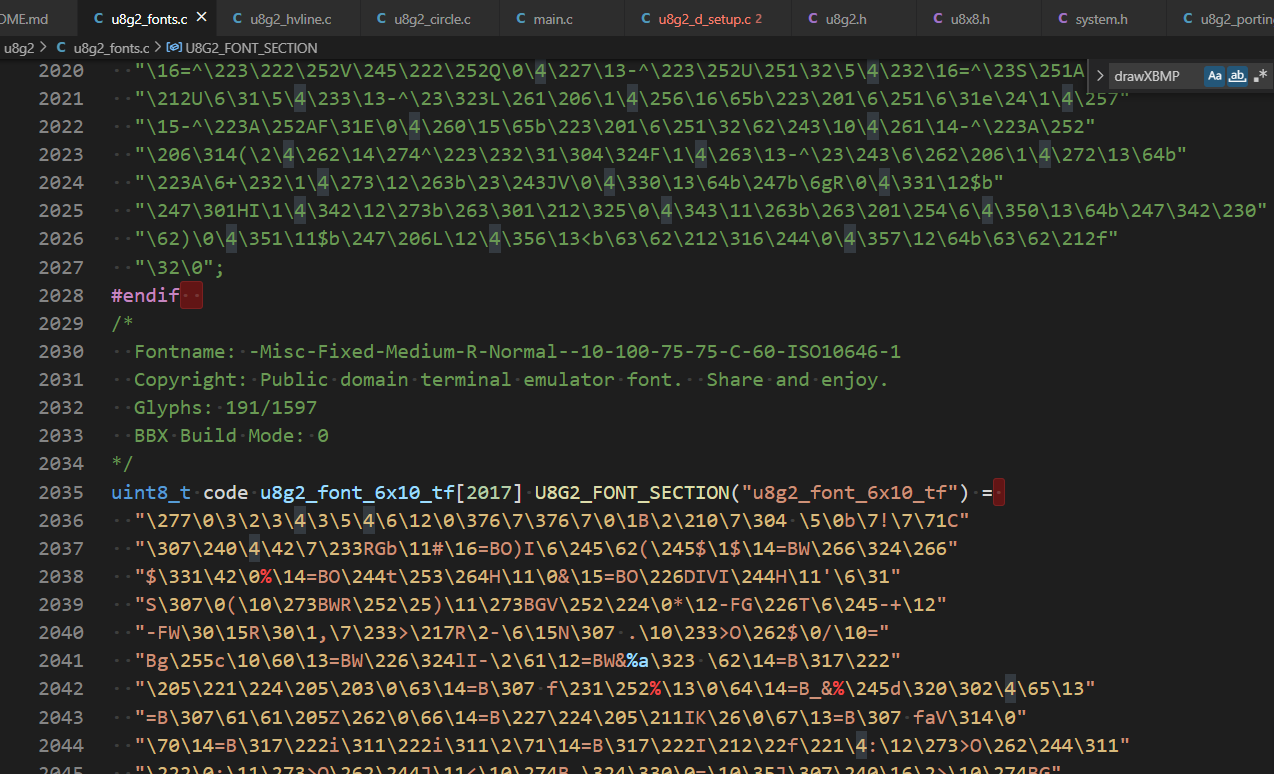 OME.md u8g2_fonts.c × u8g2_hvline.c u8g2_circle.c main.c u8g2_d_setup.c 2 u8g2.h u8x8.h system.h u8g2_portin
u8g2 > C u8g2_fonts.c > U8G2_FONT_SECTION
2020 "\16=^\223\222\252V\245\222\252Q\0\4\227\13-^\223\252U\251\32\5\4\232\16=^\23S\251A
drawXBMP Aa ab .*
2021 "\212U\6\31\5\4\233\13-^\23\323L\261\206\1\4\256\16\65b\223\201\6\251\6\31e\24\1\4\257"
2022 "\15-^\223A\252AF\31E\0\4\260\15\65b\223\201\6\251\32\62\243\10\4\261\14-^\223A\252"
2023 "\206\314(\2\4\262\14\274^\223\232\31\304\324F\1\4\263\13-^\23\243\6\262\206\1\4\272\13\64b"
2024 "\223A\6+\232\1\4\273\12\263b\23\243JV\0\4\330\13\64b\247b\6gR\0\4\331\12$b"
2025 "\247\301HI\1\4\342\12\273b\263\301\212\325\0\4\343\11\263b\263\201\254\6\4\350\13\64b\247\342\230"
2026 "\62)\0\4\351\11$b\247\206L\12\4\356\13<b\63\62\212\316\244\0\4\357\12\64b\63\62\212f"
2027 "\32\0";
2028 #endif
2029 /*
2030 Fontname: -Misc-Fixed-Medium-R-Normal--10-100-75-75-C-60-ISO10646-1
2031 Copyright: Public domain terminal emulator font.  Share and enjoy.
2032 Glyphs: 191/1597
2033 BBX Build Mode: 0
2034 */
2035 uint8_t code u8g2_font_6x10_tf[2017] U8G2_FONT_SECTION("u8g2_font_6x10_tf") =
2036 "\277\0\3\2\3\4\3\5\4\6\12\0\376\7\376\7\0\1B\2\210\7\304 \5\0b\7!\7\71C"
2037 "\307\240\4\42\7\233RGb\11#\16=BO)I\6\245\62(\245$\1$\14=BW\266\324\266"
2038 "$\331\42\0%\14=BO\244t\253\264H\11\0&\15=BO\226DIVI\244H\11'\6\31"
2039 "S\307\0(\10\273BWR\252\25)\11\273BGV\252\224\0*\12-FG\226T\6\245-+\12"
2040 "-FW\30\15R\30\1,\7\233>\217R\2-\6\15N\307 .\10\233>O\262$\0/\10="
2041 "Bg\255c\10\60\13=BW\226\324lI-\2\61\12=BW&%a\323 \62\14=B\317\222"
2042 "\205\221\224\205\203\0\63\14=B\307 f\231\252%\13\0\64\14=B_&%\245d\320\302\4\65\13"
2043 "=B\307\61\61\205Z\262\0\66\14=B\227\224\205\211IK\26\0\67\13=B\307 faV\314\0"
2044 "\70\14=B\317\222i\311\222i\311\2\71\14=B\317\222I\212\22f\221\4:\12\273>O\262\244\311"
2045